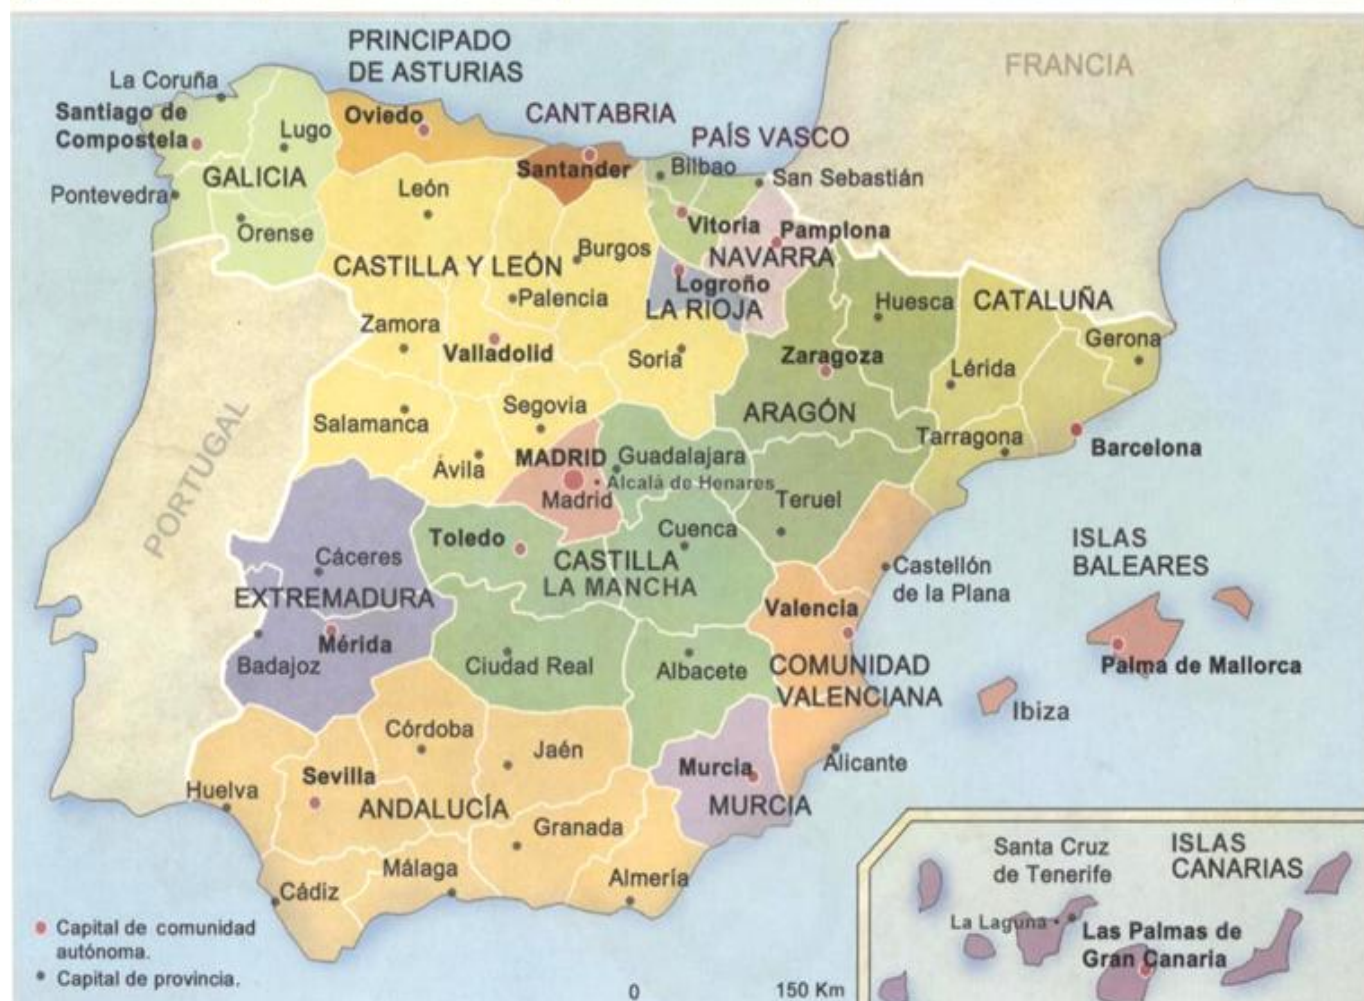 PRINCIPADO
DE ASTURIAS
FRANCIA
La Coruña
Santiago de
Compostela
Oviedo
CANTABRIA
PAÍS VASCO
Lugo
Santander
Bilbao
San Sebastián
GALICIA
Pontevedra
León
Orense
Vitoria
Pamplona
Burgos
NAVARRA
CASTILLA Y LEÓN
Logroño
LA RIOJA
Palencia
Huesca
CATALUÑA
Zamora
Valladolid
Soria
Zaragoza
Gerona
Lérida
Segovia
ARAGÓN
Salamanca
Tarragona
Barcelona
PORTUGAL
Ávila
MADRID
Guadalajara
Alcalá de Henares
Madrid
Teruel
Toledo
Cuenca
ISLAS
BALEARES
Cáceres
CASTILLA
LA MANCHA
Castellón
de la Plana
EXTREMADURA
Valencia
Mérida
Badajoz
Ciudad Real
Albacete
COMUNIDAD
VALENCIANA
Palma de Mallorca
Ibiza
Córdoba
Jaén
Alicante
Huelva
Sevilla
Murcia
ANDALUCÍA
MURCIA
Granada
Málaga
Almería
Cádiz
Santa Cruz
de Tenerife
ISLAS
CANARIAS
La Laguna
Las Palmas de
Gran Canaria
Capital de comunidad
autónoma.
Capital de provincia.
0
150 Km